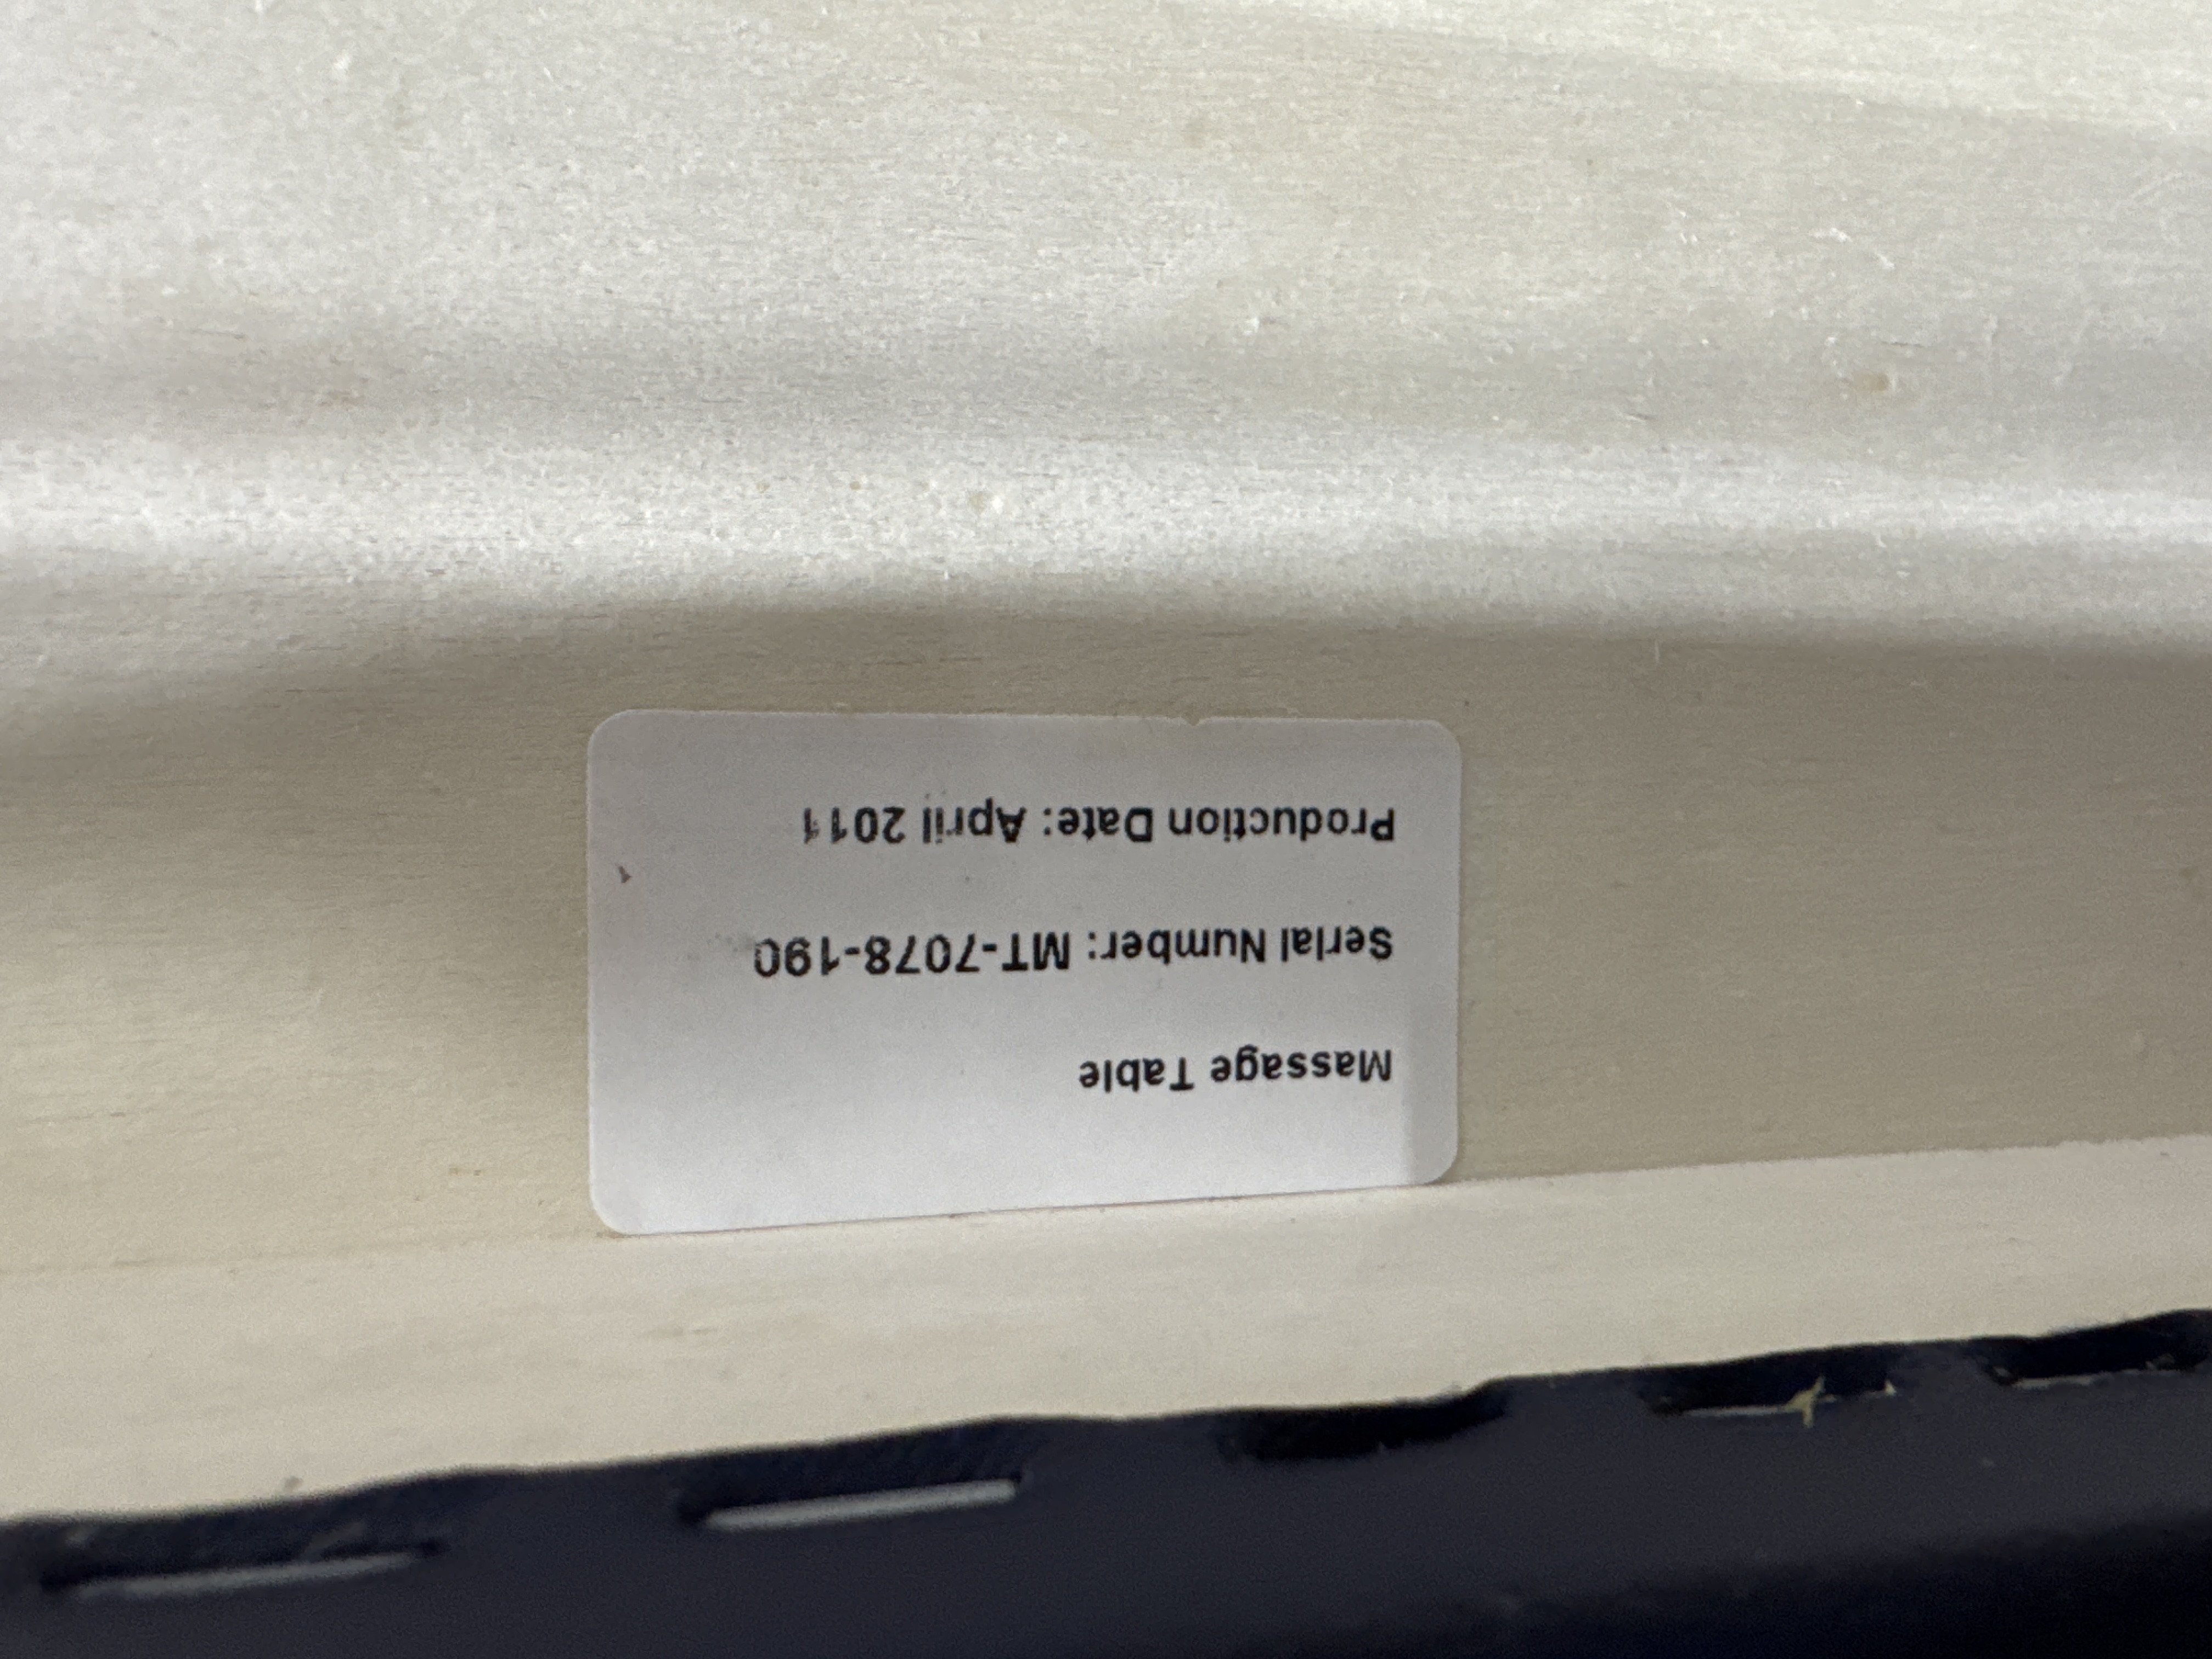 Massage Table
Serial Number: MT-7078-190
Production Date: April 2011